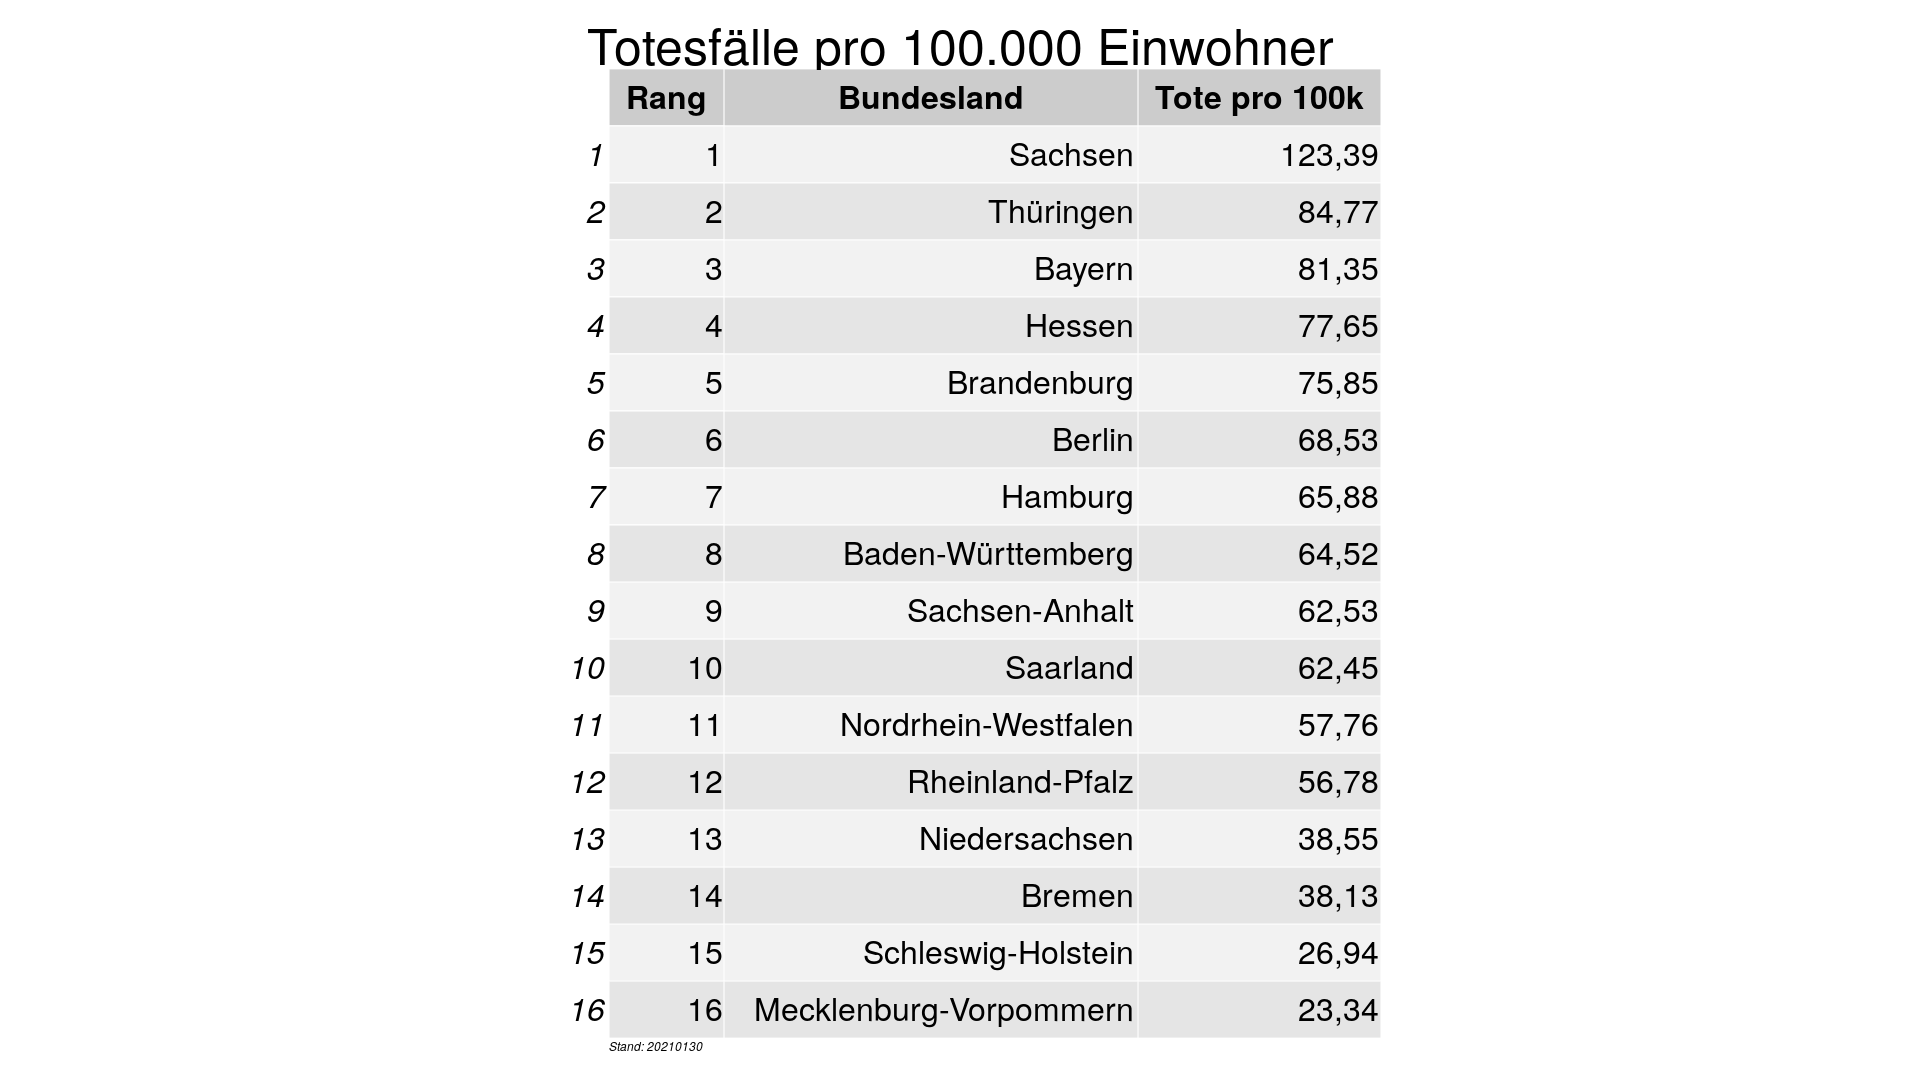 Totesfälle pro 100.000 Einwohner
Rang Bundesland Tote pro 100k
1 1 Sachsen 123,39
2 2 Thüringen 84,77
3 3 Bayern 81,35
4 4 Hessen 77,65
5 5 Brandenburg 75,85
6 6 Berlin 68,53
7 7 Hamburg 65,88
8 8 Baden-Württemberg 64,52
9 9 Sachsen-Anhalt 62,53
10 10 Saarland 62,45
11 11 Nordrhein-Westfalen 57,76
12 12 Rheinland-Pfalz 56,78
13 13 Niedersachsen 38,55
14 14 Bremen 38,13
15 15 Schleswig-Holstein 26,94
16 16 Mecklenburg-Vorpommern 23,34
Stand: 20210130